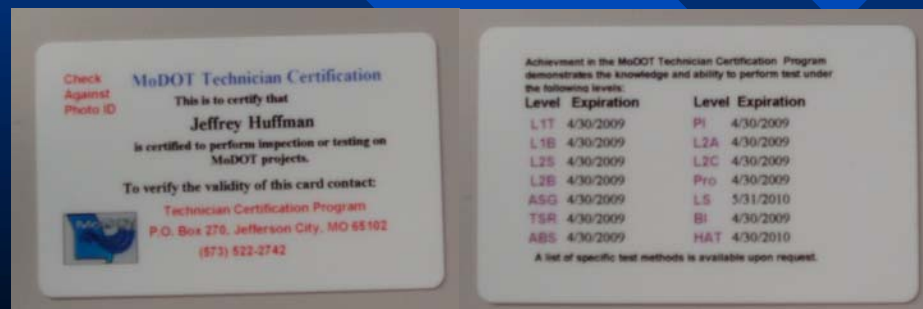 Check
Against
Photo ID
MoDOT Technician Certification
This is to certify that
Jeffrey Huffman
is certified to perform inspection or testing on
MoDOT projects.
To verify the validity of this card contact:
Technician Certification Program
P.O. Box 270, Jefferson City, MO 65102
(573) 522-2742
Achievment in the MoDOT Technician Certification Program
demonstrates the knowledge and ability to perform test under
the following levels:
Level Expiration Level Expiration
L1T 4/30/2009 PI 4/30/2009
L1B 4/30/2009 L2A 4/30/2009
L2S 4/30/2009 L2C 4/30/2009
L2B 4/30/2009 Pro 4/30/2009
ASG 4/30/2009 LS 5/31/2010
TSR 4/30/2009 BI 4/30/2009
ABS 4/30/2009 HAT 4/30/2010
A list of specific test methods is available upon request.